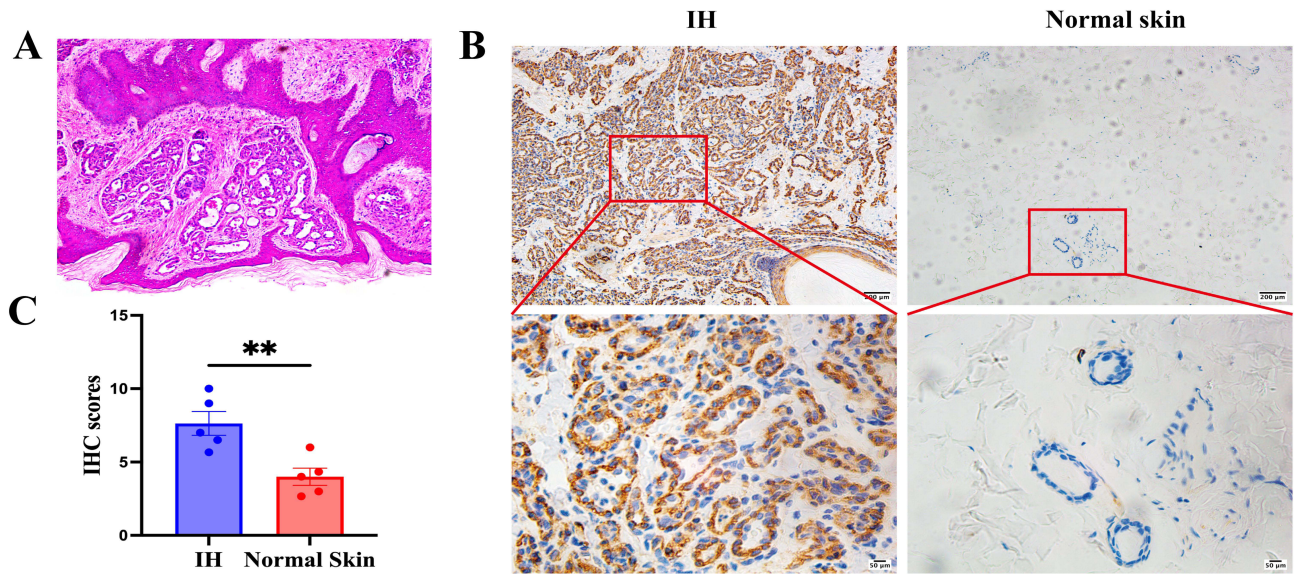 A
B
IH
Normal skin
200 μm
200 μm
50 μm
50 μm
C
IHC scores
15
10
5
0
**
IH
Normal Skin